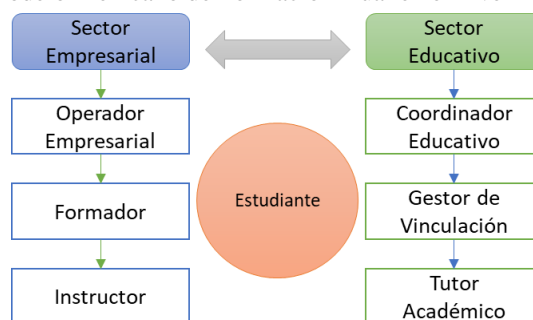 Sector
Empresarial
Sector
Educativo
Operador
Empresarial
Coordinador
Educativo
Estudiante
Formador
Gestor de
Vinculación
Instructor
Tutor
Académico